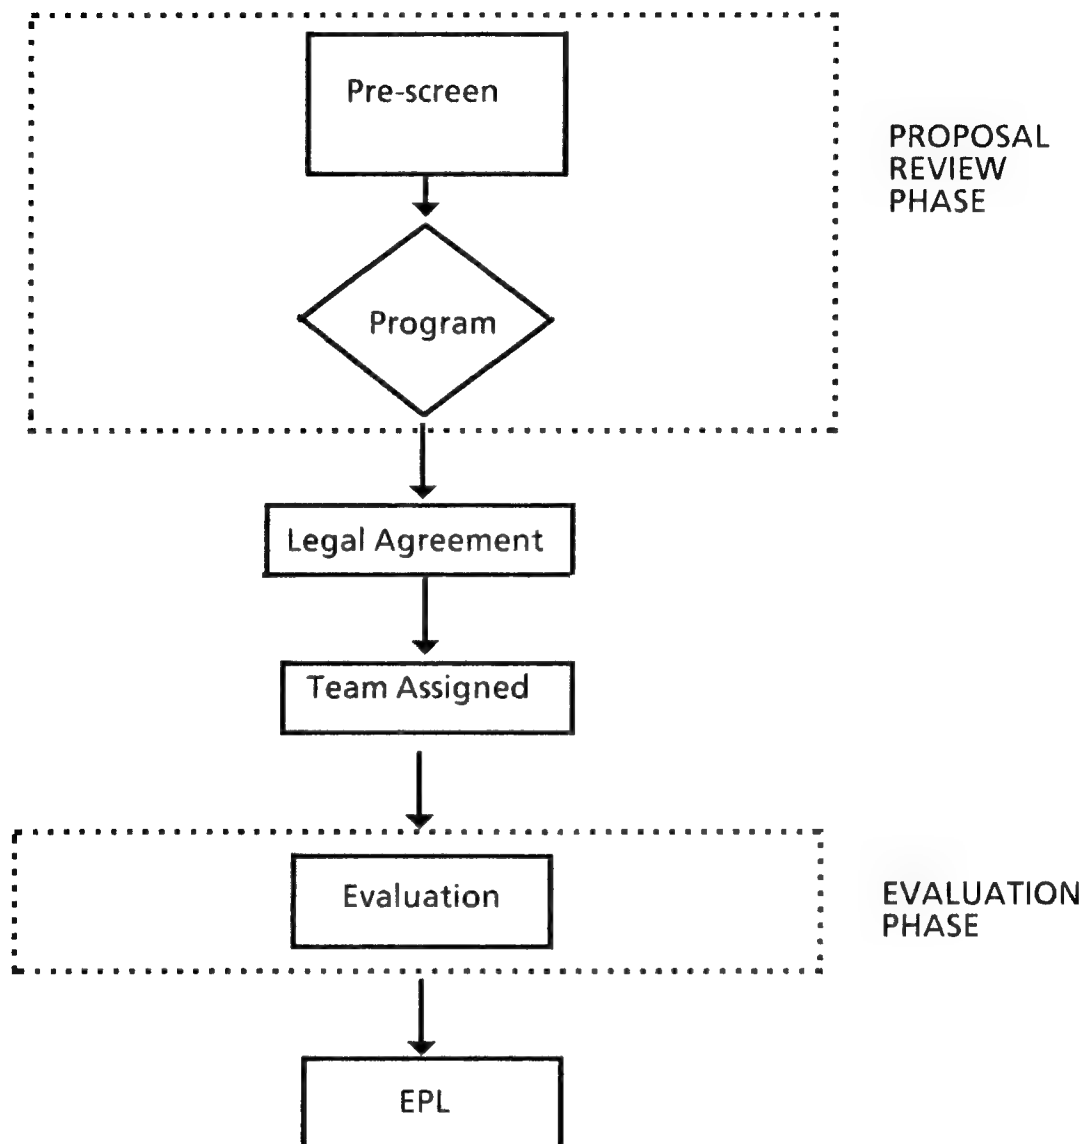 Pre-screen
PROPOSAL
REVIEW
PHASE
Program
Legal Agreement
Team Assigned
Evaluation
EVALUATION
PHASE
EPL